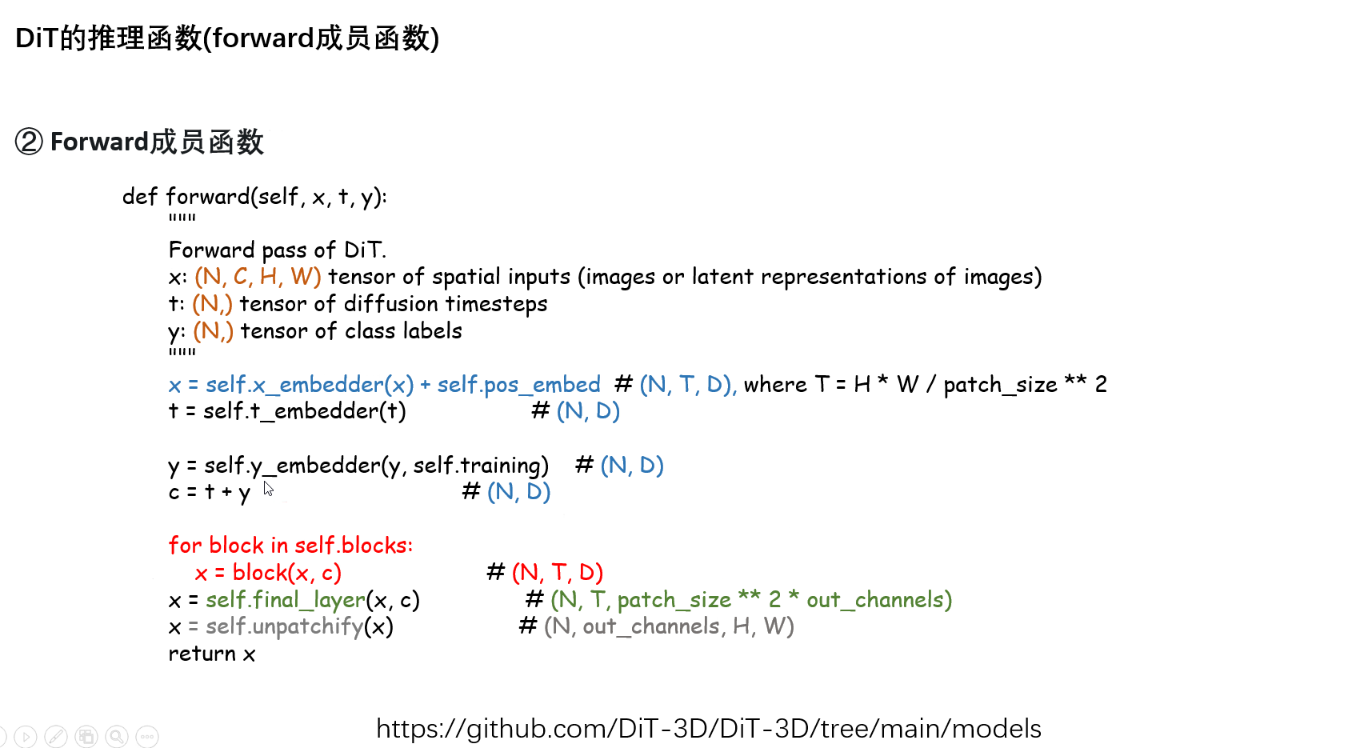 DiT的推理函数(forward成员函数)
② Forward成员函数
def forward(self, x, t, y):
"""
Forward pass of DiT.
x: (N, C, H, W) tensor of spatial inputs (images or latent representations of images)
t: (N,) tensor of diffusion timesteps
y: (N,) tensor of class labels
"""
x = self.x_embedder(x) + self.pos_embed # (N, T, D), where T = H * W / patch_size ** 2
t = self.t_embedder(t) # (N, D)
y = self.y_embedder(y, self.training) # (N, D)
c = t + y # (N, D)
for block in self.blocks:
x = block(x, c) # (N, T, D)
x = self.final_layer(x, c) # (N, T, patch_size ** 2 * out_channels)
x = self.unpatchify(x) # (N, out_channels, H, W)
return x
https://github.com/DiT-3D/DiT-3D/tree/main/models